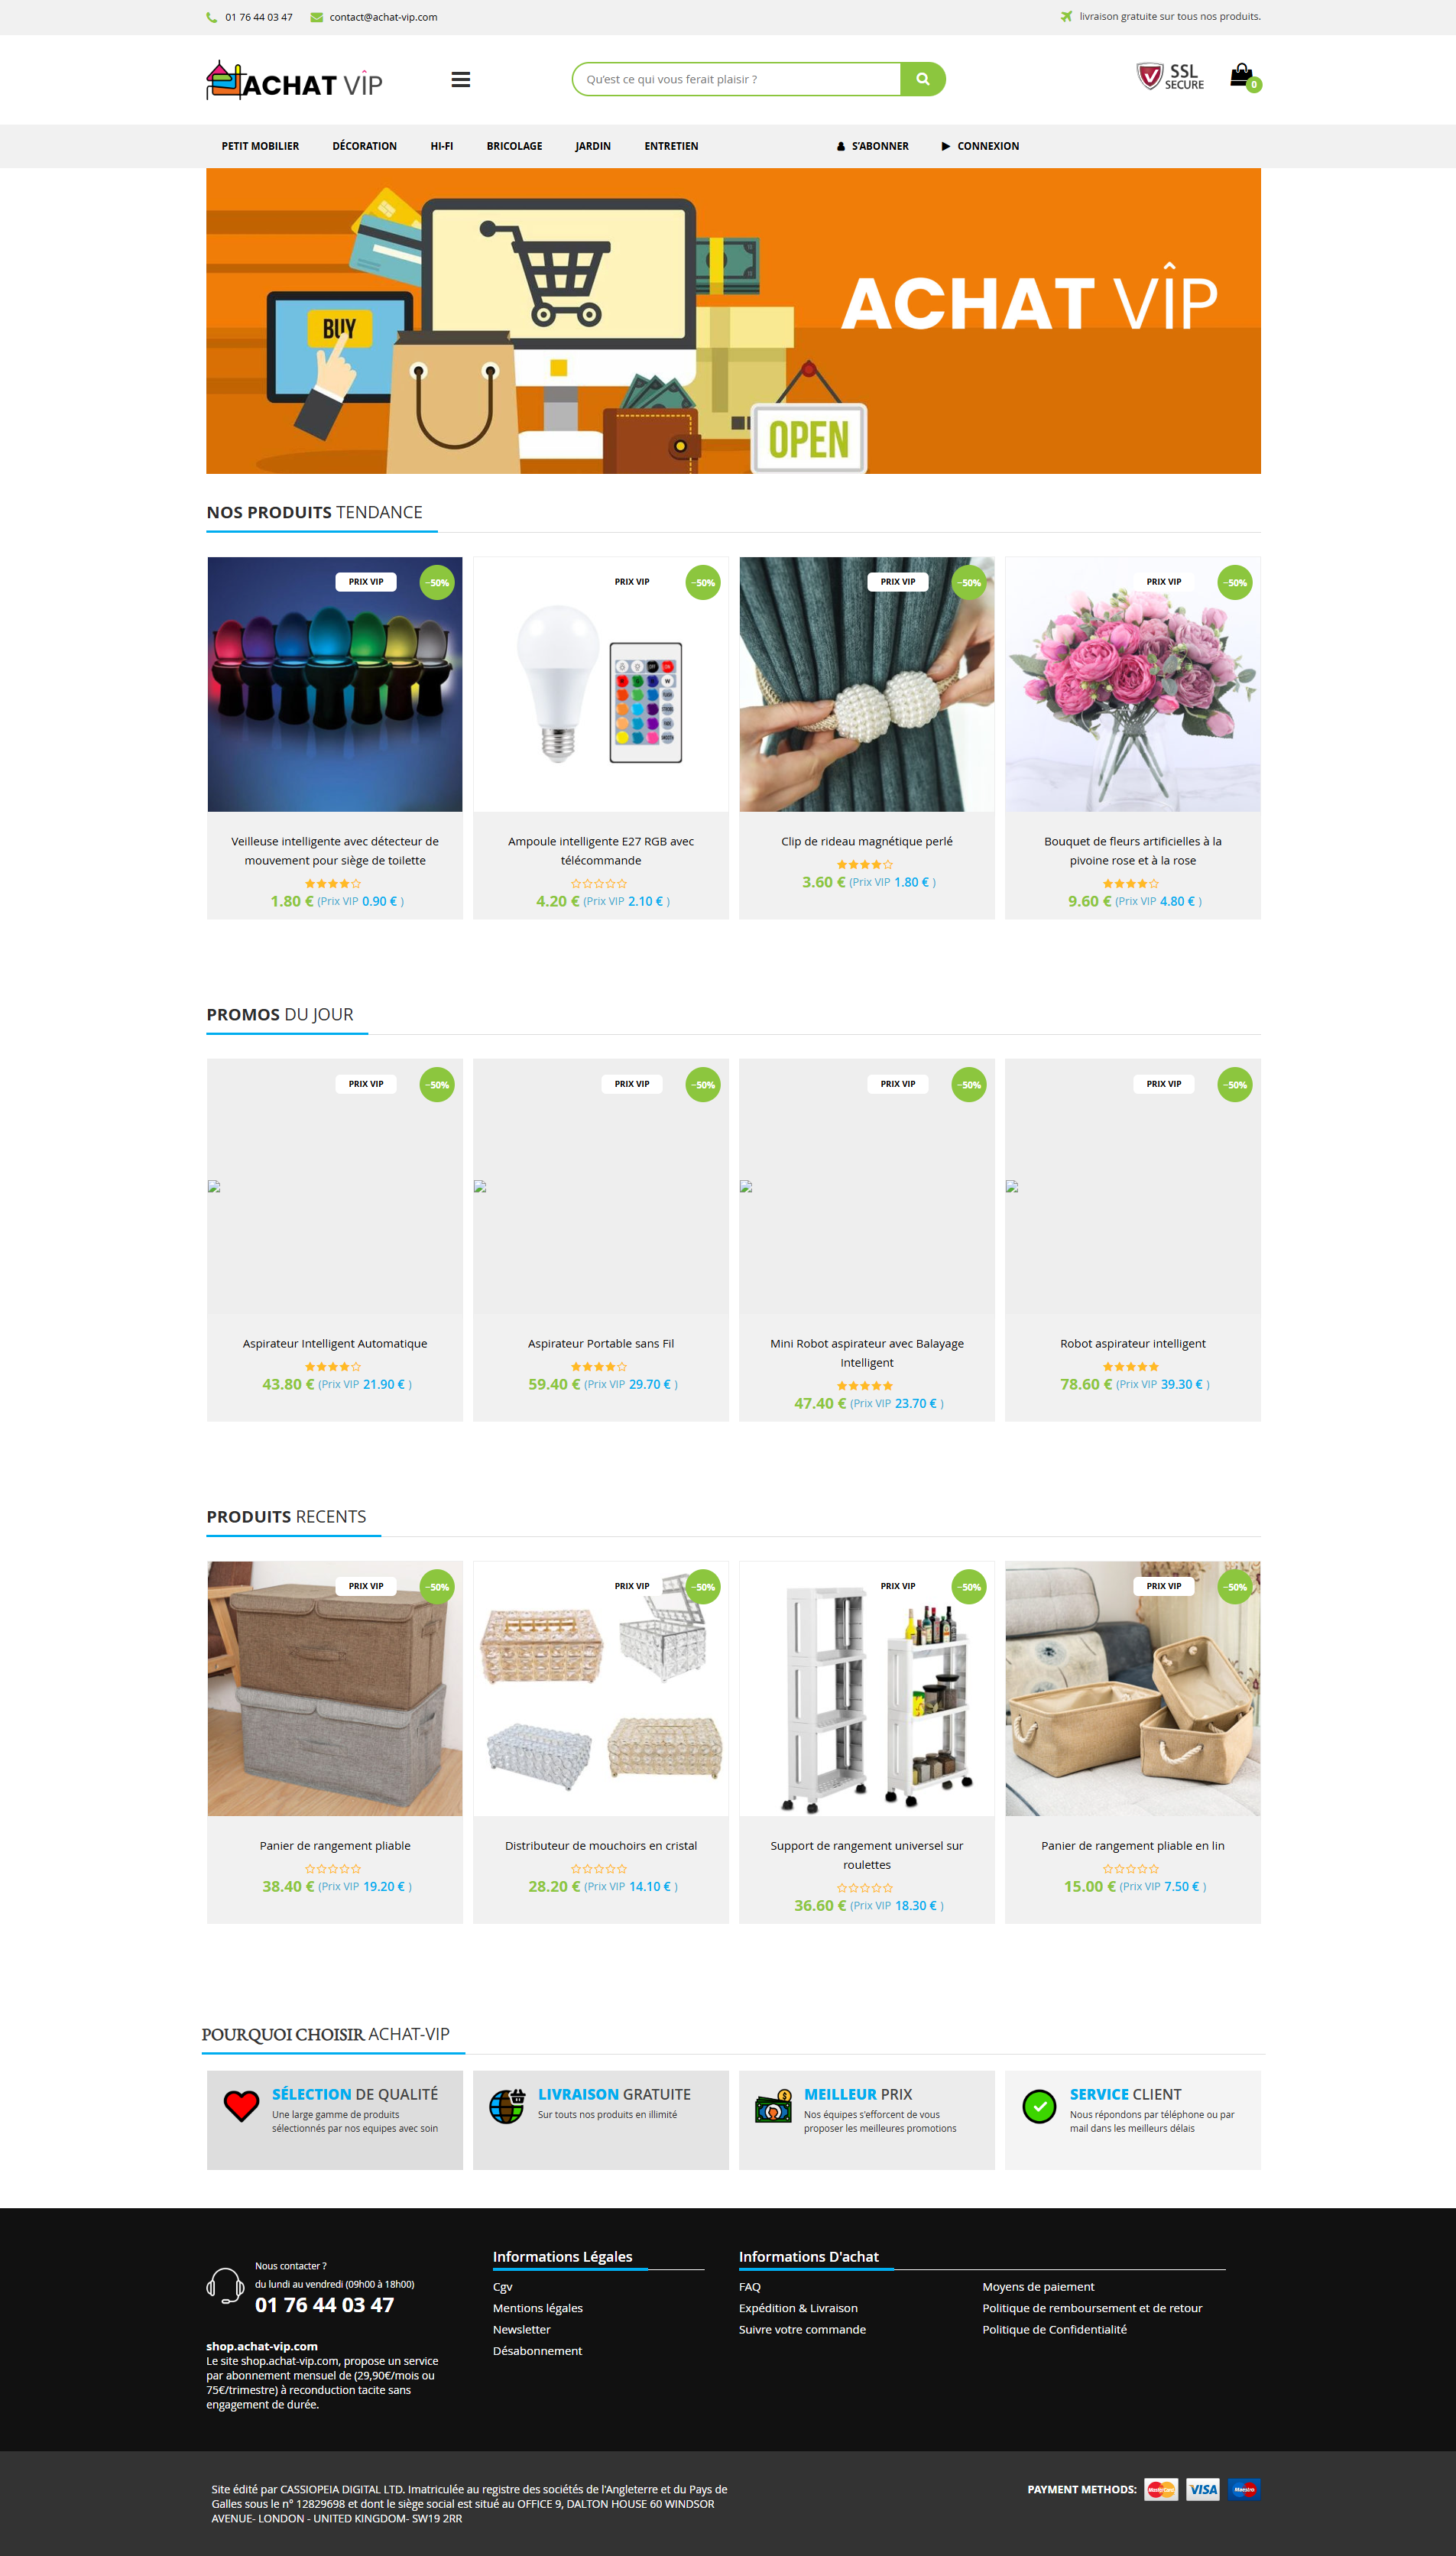 01 76 44 03 47
contact@achat-vip.com
livraison gratuite sur tous nos produits.
ACHAT VÎP
Qu'est ce qui vous ferait plaisir ?
SSL
SECURE
0
PETIT MOBILIER
DÉCORATION
HI-FI
BRICOLAGE
JARDIN
ENTRETIEN
S'ABONNER
CONNEXION
BUY
ACHAT VÎP
OPEN
NOS PRODUITS TENDANCE
PRIX VIP
−50%
PRIX VIP
−50%
PRIX VIP
−50%
PRIX VIP
−50%
Veilleuse intelligente avec détecteur de
mouvement pour siège de toilette
1.80 € (Prix VIP 0.90 € )
Ampoule intelligente E27 RGB avec
télécommande
4.20 € (Prix VIP 2.10 € )
Clip de rideau magnétique perlé
3.60 € (Prix VIP 1.80 € )
Bouquet de fleurs artificielles à la
pivoine rose et à la rose
9.60 € (Prix VIP 4.80 € )
PROMOS DU JOUR
PRIX VIP
−50%
PRIX VIP
−50%
PRIX VIP
−50%
PRIX VIP
−50%
Aspirateur Intelligent Automatique
43.80 € (Prix VIP 21.90 € )
Aspirateur Portable sans Fil
59.40 € (Prix VIP 29.70 € )
Mini Robot aspirateur avec Balayage
Intelligent
47.40 € (Prix VIP 23.70 € )
Robot aspirateur intelligent
78.60 € (Prix VIP 39.30 € )
PRODUITS RECENTS
PRIX VIP
−50%
PRIX VIP
−50%
PRIX VIP
−50%
PRIX VIP
−50%
Panier de rangement pliable
38.40 € (Prix VIP 19.20 € )
Distributeur de mouchoirs en cristal
28.20 € (Prix VIP 14.10 € )
Support de rangement universel sur
roulettes
36.60 € (Prix VIP 18.30 € )
Panier de rangement pliable en lin
15.00 € (Prix VIP 7.50 € )
POURQUOI CHOISIR ACHAT-VIP
SÉLECTION DE QUALITÉ
Une large gamme de produits
sélectionnés par nos equipes avec soin
LIVRAISON GRATUITE
Sur touts nos produits en illimité
MEILLEUR PRIX
Nos équipes s'efforcent de vous
proposer les meilleures promotions
SERVICE CLIENT
Nous répondons par téléphone ou par
mail dans les meilleurs délais
Nous contacter ?
du lundi au vendredi (09h00 à 18h00)
01 76 44 03 47
shop.achat-vip.com
Le site shop.achat-vip.com, propose un service
par abonnement mensuel de (29,90€/mois ou
75€/trimestre) à reconduction tacite sans
engagement de durée.
Informations Légales
Cgv
Mentions légales
Newsletter
Désabonnement
Informations D'achat
FAQ
Expédition & Livraison
Suivre votre commande
Moyens de paiement
Politique de remboursement et de retour
Politique de Confidentialité
Site édité par CASSIOPEIA DIGITAL LTD. Imatriculée au registre des sociétés de l'Angleterre et du Pays de
Galles sous le n° 12829698 et dont le siège social est situé au OFFICE 9, DALTON HOUSE 60 WINDSOR
AVENUE- LONDON - UNITED KINGDOM- SW19 2RR
PAYMENT METHODS:
MasterCard
VISA
Maestro